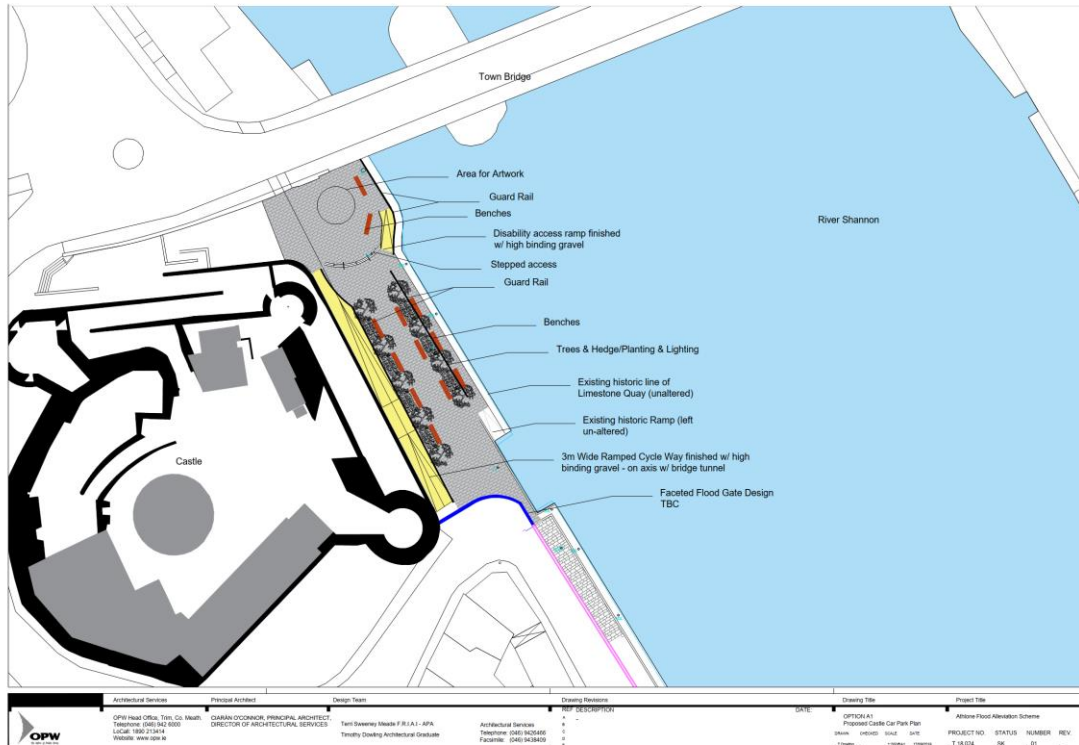 Town Bridge
Area for Artwork
Guard Rail
Benches
River Shannon
Disability access ramp finished
w/ high binding gravel
Stepped access
Guard Rail
Benches
Trees & Hedge/Planting & Lighting
Existing historic line of
Limestone Quay (unaltered)
Existing historic Ramp (left
un-altered)
Castle
3m Wide Ramped Cycle Way finished w/ high
binding gravel - on axis w/ bridge tunnel
Faceted Flood Gate Design
TBC
OPW
Architectural Services
OPW Head Office, Trim, Co. Meath.
Telephone: (046) 942 6000
LoCall: 1890 213414
Website: www.opw.ie
Principal Architect
CIARÁN O'CONNOR, PRINCIPAL ARCHITECT,
DIRECTOR OF ARCHITECTURAL SERVICES
Design Team
Terri Sweeney Meade F.R.I.A.I - APA
Timothy Dowling Architectural Graduate
Architectural Services
Telephone: (046) 9426466
Facsimile: (046) 9438409
Drawing Revisions
REF DESCRIPTION
DATE:
A -
B
C
D
Drawing Title
OPTION A1
Proposed Castle Car Park Plan
DRAWN CHECKED SCALE DATE
Project Title
Athlone Flood Alleviation Scheme
PROJECT NO. STATUS NUMBER REV.
T 18 024 SK 01 -